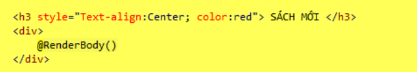 <h3 style="Text-align:Center; color:red"> SÁCH MỚI </h3>
<div>
@RenderBody()
</div>